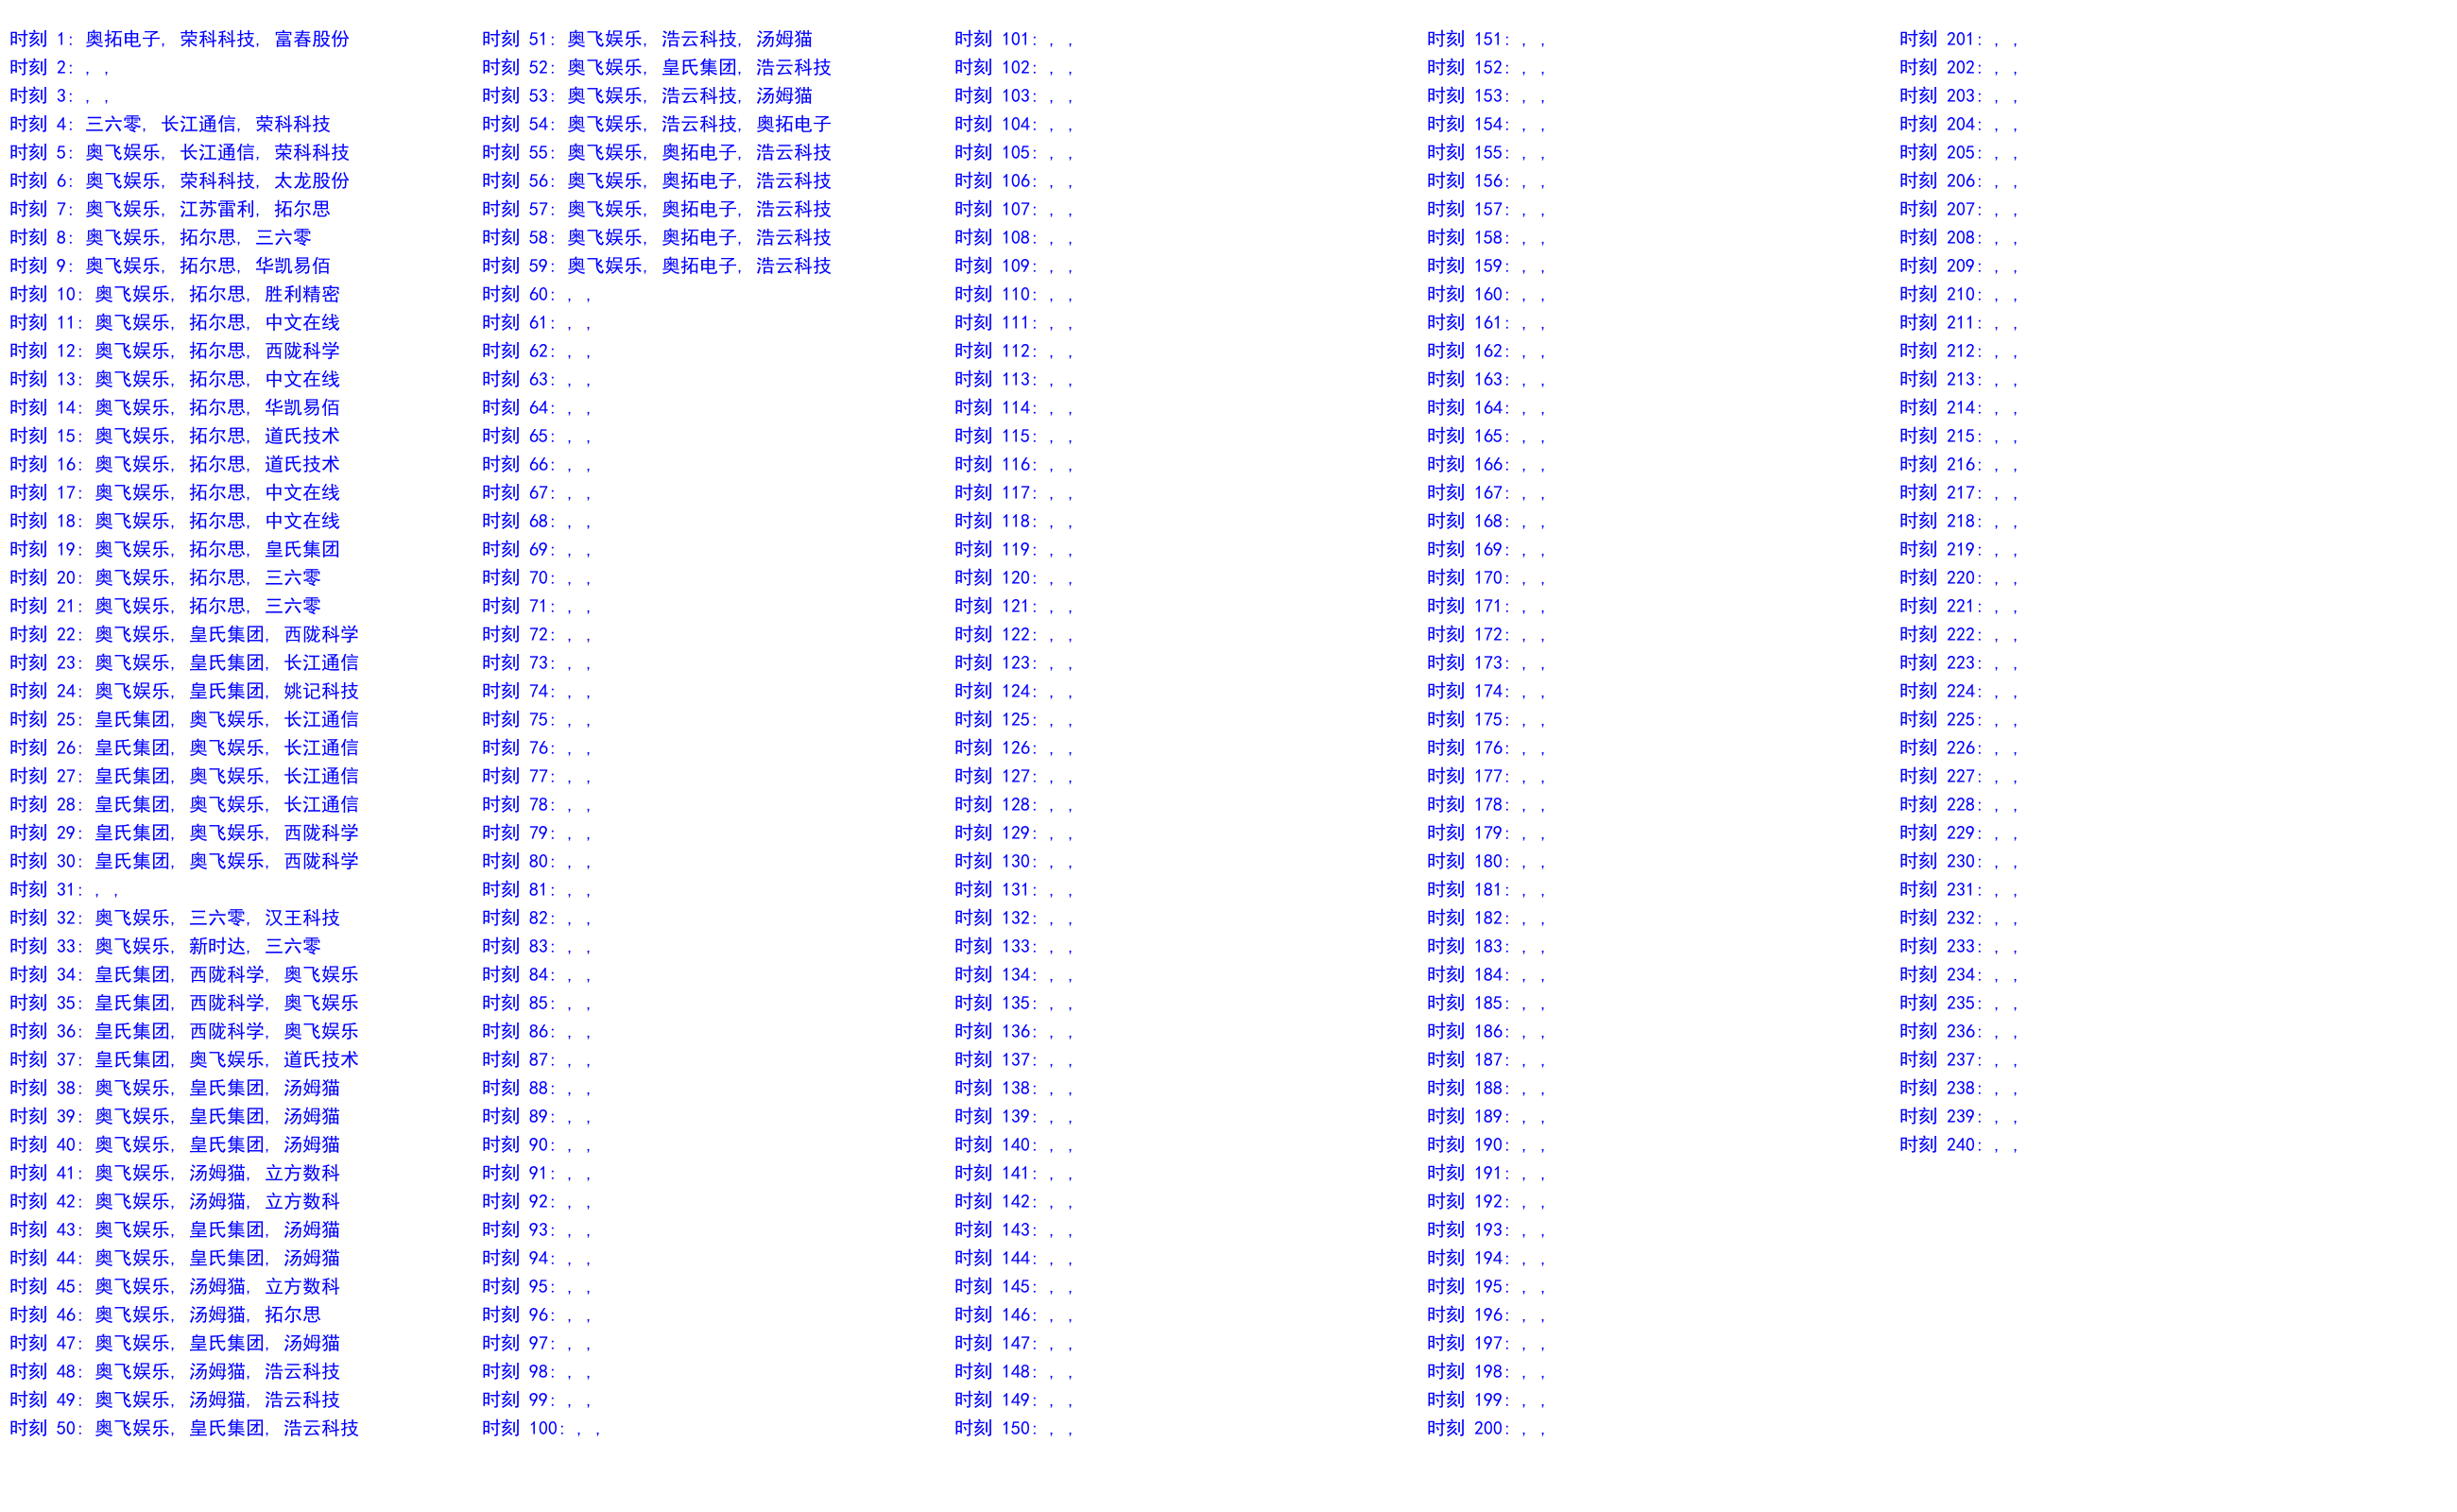 时刻 1: 奥拓电子, 荣科科技, 富春股份
时刻 2: , ,
时刻 3: , ,
时刻 4: 三六零, 长江通信, 荣科科技
时刻 5: 奥飞娱乐, 长江通信, 荣科科技
时刻 6: 奥飞娱乐, 荣科科技, 太龙股份
时刻 7: 奥飞娱乐, 江苏雷利, 拓尔思
时刻 8: 奥飞娱乐, 拓尔思, 三六零
时刻 9: 奥飞娱乐, 拓尔思, 华凯易佰
时刻 10: 奥飞娱乐, 拓尔思, 胜利精密
时刻 11: 奥飞娱乐, 拓尔思, 中文在线
时刻 12: 奥飞娱乐, 拓尔思, 西陇科学
时刻 13: 奥飞娱乐, 拓尔思, 中文在线
时刻 14: 奥飞娱乐, 拓尔思, 华凯易佰
时刻 15: 奥飞娱乐, 拓尔思, 道氏技术
时刻 16: 奥飞娱乐, 拓尔思, 道氏技术
时刻 17: 奥飞娱乐, 拓尔思, 中文在线
时刻 18: 奥飞娱乐, 拓尔思, 中文在线
时刻 19: 奥飞娱乐, 拓尔思, 皇氏集团
时刻 20: 奥飞娱乐, 拓尔思, 三六零
时刻 21: 奥飞娱乐, 拓尔思, 三六零
时刻 22: 奥飞娱乐, 皇氏集团, 西陇科学
时刻 23: 奥飞娱乐, 皇氏集团, 长江通信
时刻 24: 奥飞娱乐, 皇氏集团, 姚记科技
时刻 25: 皇氏集团, 奥飞娱乐, 长江通信
时刻 26: 皇氏集团, 奥飞娱乐, 长江通信
时刻 27: 皇氏集团, 奥飞娱乐, 长江通信
时刻 28: 皇氏集团, 奥飞娱乐, 长江通信
时刻 29: 皇氏集团, 奥飞娱乐, 西陇科学
时刻 30: 皇氏集团, 奥飞娱乐, 西陇科学
时刻 31: , ,
时刻 32: 奥飞娱乐, 三六零, 汉王科技
时刻 33: 奥飞娱乐, 新时达, 三六零
时刻 34: 皇氏集团, 西陇科学, 奥飞娱乐
时刻 35: 皇氏集团, 西陇科学, 奥飞娱乐
时刻 36: 皇氏集团, 西陇科学, 奥飞娱乐
时刻 37: 皇氏集团, 奥飞娱乐, 道氏技术
时刻 38: 奥飞娱乐, 皇氏集团, 汤姆猫
时刻 39: 奥飞娱乐, 皇氏集团, 汤姆猫
时刻 40: 奥飞娱乐, 皇氏集团, 汤姆猫
时刻 41: 奥飞娱乐, 汤姆猫, 立方数科
时刻 42: 奥飞娱乐, 汤姆猫, 立方数科
时刻 43: 奥飞娱乐, 皇氏集团, 汤姆猫
时刻 44: 奥飞娱乐, 皇氏集团, 汤姆猫
时刻 45: 奥飞娱乐, 汤姆猫, 立方数科
时刻 46: 奥飞娱乐, 汤姆猫, 拓尔思
时刻 47: 奥飞娱乐, 皇氏集团, 汤姆猫
时刻 48: 奥飞娱乐, 汤姆猫, 浩云科技
时刻 49: 奥飞娱乐, 汤姆猫, 浩云科技
时刻 50: 奥飞娱乐, 皇氏集团, 浩云科技
时刻 51: 奥飞娱乐, 浩云科技, 汤姆猫
时刻 52: 奥飞娱乐, 皇氏集团, 浩云科技
时刻 53: 奥飞娱乐, 浩云科技, 汤姆猫
时刻 54: 奥飞娱乐, 浩云科技, 奥拓电子
时刻 55: 奥飞娱乐, 奥拓电子, 浩云科技
时刻 56: 奥飞娱乐, 奥拓电子, 浩云科技
时刻 57: 奥飞娱乐, 奥拓电子, 浩云科技
时刻 58: 奥飞娱乐, 奥拓电子, 浩云科技
时刻 59: 奥飞娱乐, 奥拓电子, 浩云科技
时刻 60: , ,
时刻 61: , ,
时刻 62: , ,
时刻 63: , ,
时刻 64: , ,
时刻 65: , ,
时刻 66: , ,
时刻 67: , ,
时刻 68: , ,
时刻 69: , ,
时刻 70: , ,
时刻 71: , ,
时刻 72: , ,
时刻 73: , ,
时刻 74: , ,
时刻 75: , ,
时刻 76: , ,
时刻 77: , ,
时刻 78: , ,
时刻 79: , ,
时刻 80: , ,
时刻 81: , ,
时刻 82: , ,
时刻 83: , ,
时刻 84: , ,
时刻 85: , ,
时刻 86: , ,
时刻 87: , ,
时刻 88: , ,
时刻 89: , ,
时刻 90: , ,
时刻 91: , ,
时刻 92: , ,
时刻 93: , ,
时刻 94: , ,
时刻 95: , ,
时刻 96: , ,
时刻 97: , ,
时刻 98: , ,
时刻 99: , ,
时刻 100: , ,
时刻 101: , ,
时刻 102: , ,
时刻 103: , ,
时刻 104: , ,
时刻 105: , ,
时刻 106: , ,
时刻 107: , ,
时刻 108: , ,
时刻 109: , ,
时刻 110: , ,
时刻 111: , ,
时刻 112: , ,
时刻 113: , ,
时刻 114: , ,
时刻 115: , ,
时刻 116: , ,
时刻 117: , ,
时刻 118: , ,
时刻 119: , ,
时刻 120: , ,
时刻 121: , ,
时刻 122: , ,
时刻 123: , ,
时刻 124: , ,
时刻 125: , ,
时刻 126: , ,
时刻 127: , ,
时刻 128: , ,
时刻 129: , ,
时刻 130: , ,
时刻 131: , ,
时刻 132: , ,
时刻 133: , ,
时刻 134: , ,
时刻 135: , ,
时刻 136: , ,
时刻 137: , ,
时刻 138: , ,
时刻 139: , ,
时刻 140: , ,
时刻 141: , ,
时刻 142: , ,
时刻 143: , ,
时刻 144: , ,
时刻 145: , ,
时刻 146: , ,
时刻 147: , ,
时刻 148: , ,
时刻 149: , ,
时刻 150: , ,
时刻 151: , ,
时刻 152: , ,
时刻 153: , ,
时刻 154: , ,
时刻 155: , ,
时刻 156: , ,
时刻 157: , ,
时刻 158: , ,
时刻 159: , ,
时刻 160: , ,
时刻 161: , ,
时刻 162: , ,
时刻 163: , ,
时刻 164: , ,
时刻 165: , ,
时刻 166: , ,
时刻 167: , ,
时刻 168: , ,
时刻 169: , ,
时刻 170: , ,
时刻 171: , ,
时刻 172: , ,
时刻 173: , ,
时刻 174: , ,
时刻 175: , ,
时刻 176: , ,
时刻 177: , ,
时刻 178: , ,
时刻 179: , ,
时刻 180: , ,
时刻 181: , ,
时刻 182: , ,
时刻 183: , ,
时刻 184: , ,
时刻 185: , ,
时刻 186: , ,
时刻 187: , ,
时刻 188: , ,
时刻 189: , ,
时刻 190: , ,
时刻 191: , ,
时刻 192: , ,
时刻 193: , ,
时刻 194: , ,
时刻 195: , ,
时刻 196: , ,
时刻 197: , ,
时刻 198: , ,
时刻 199: , ,
时刻 200: , ,
时刻 201: , ,
时刻 202: , ,
时刻 203: , ,
时刻 204: , ,
时刻 205: , ,
时刻 206: , ,
时刻 207: , ,
时刻 208: , ,
时刻 209: , ,
时刻 210: , ,
时刻 211: , ,
时刻 212: , ,
时刻 213: , ,
时刻 214: , ,
时刻 215: , ,
时刻 216: , ,
时刻 217: , ,
时刻 218: , ,
时刻 219: , ,
时刻 220: , ,
时刻 221: , ,
时刻 222: , ,
时刻 223: , ,
时刻 224: , ,
时刻 225: , ,
时刻 226: , ,
时刻 227: , ,
时刻 228: , ,
时刻 229: , ,
时刻 230: , ,
时刻 231: , ,
时刻 232: , ,
时刻 233: , ,
时刻 234: , ,
时刻 235: , ,
时刻 236: , ,
时刻 237: , ,
时刻 238: , ,
时刻 239: , ,
时刻 240: , ,